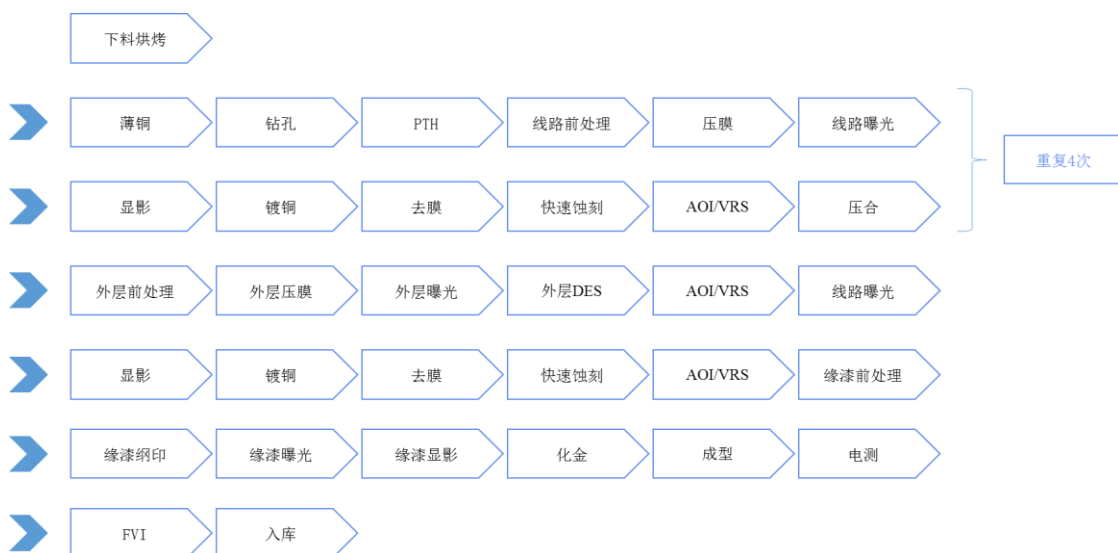 下料烘烤
薄铜 钻孔 PTH 线路前处理 压膜 线路曝光
重复4次
显影 镀铜 去膜 快速蚀刻 AOI/VRS 压合
外层前处理 外层压膜 外层曝光 外层DES AOI/VRS 线路曝光
显影 镀铜 去膜 快速蚀刻 AOI/VRS 缘漆前处理
缘漆纲印 缘漆曝光 缘漆显影 化金 成型 电测
FVI 入库